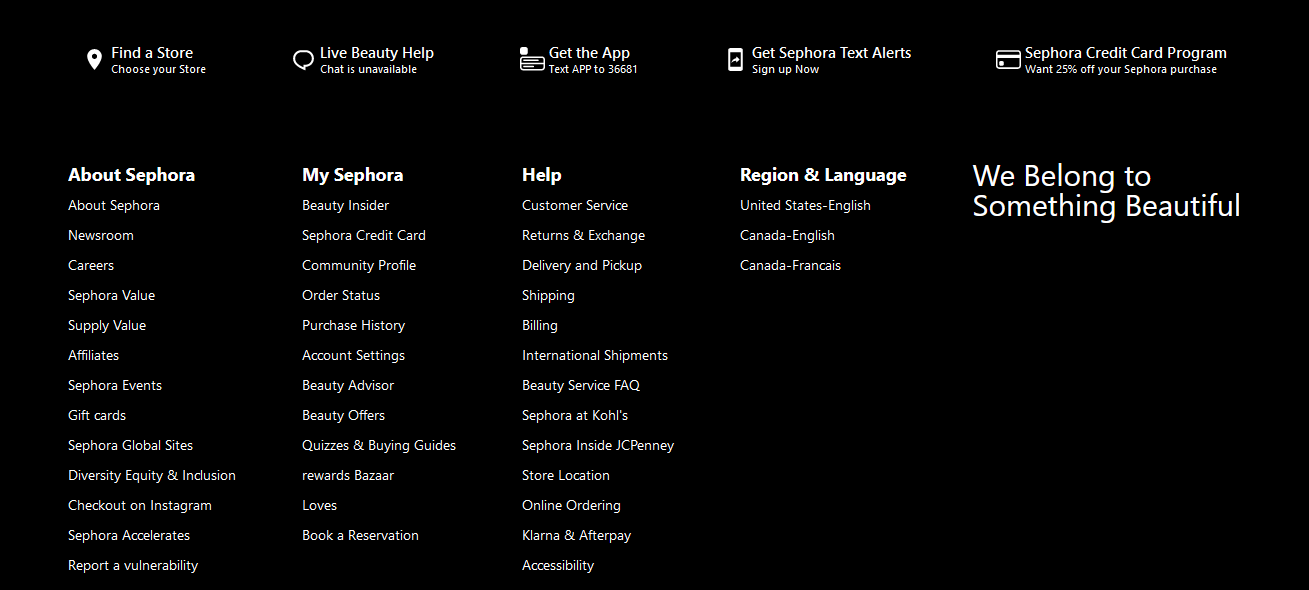 Find a Store
Choose your Store
Live Beauty Help
Chat is unavailable
Get the App
Text APP to 36681
Get Sephora Text Alerts
Sign up Now
Sephora Credit Card Program
Want 25% off your Sephora purchase
About Sephora
About Sephora
Newsroom
Careers
Sephora Value
Supply Value
Affiliates
Sephora Events
Gift cards
Sephora Global Sites
Diversity Equity & Inclusion
Checkout on Instagram
Sephora Accelerates
Report a vulnerability
My Sephora
Beauty Insider
Sephora Credit Card
Community Profile
Order Status
Purchase History
Account Settings
Beauty Advisor
Beauty Offers
Quizzes & Buying Guides
rewards Bazaar
Loves
Book a Reservation
Help
Customer Service
Returns & Exchange
Delivery and Pickup
Shipping
Billing
International Shipments
Beauty Service FAQ
Sephora at Kohl's
Sephora Inside JCPenney
Store Location
Online Ordering
Klarna & Afterpay
Accessibility
Region & Language
United States-English
Canada-English
Canada-Francais
We Belong to
Something Beautiful